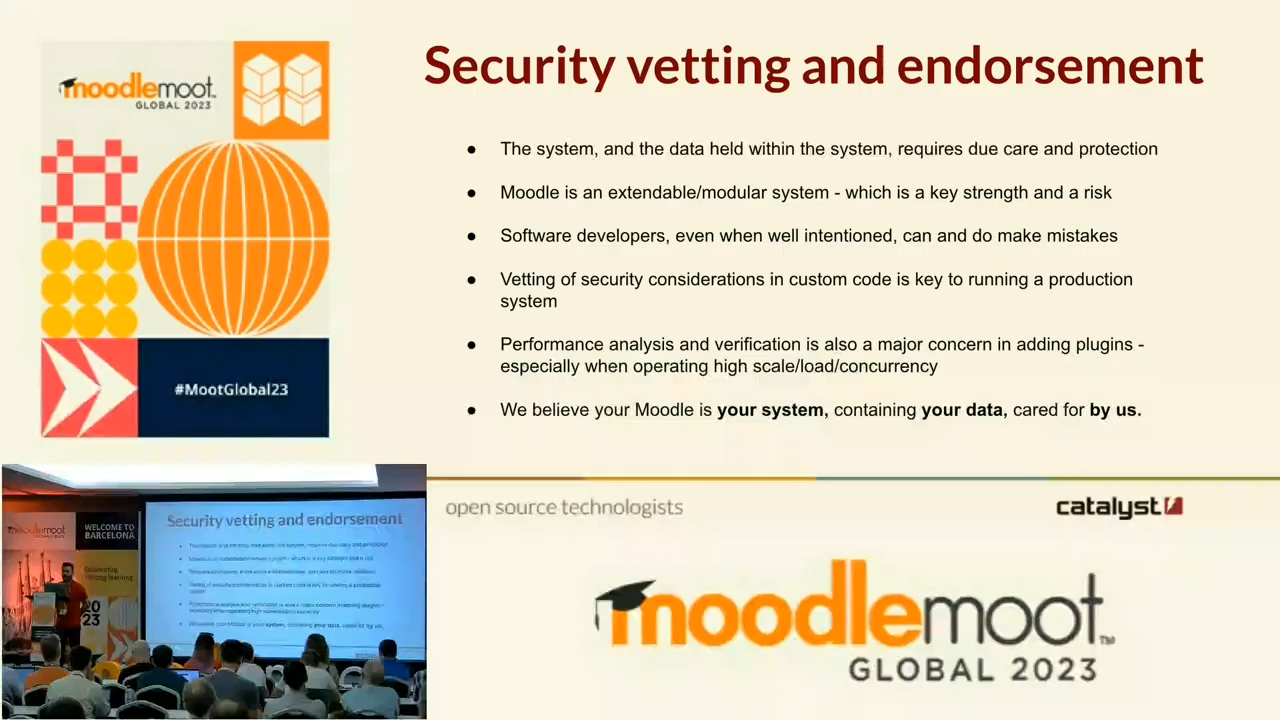 moodlemoot
GLOBAL 2023
#MootGlobal23
Security vetting and endorsement
● The system, and the data held within the system, requires due care and protection
● Moodle is an extendable/modular system - which is a key strength and a risk
● Software developers, even when well intentioned, can and do make mistakes
● Vetting of security considerations in custom code is key to running a production
system
● Performance analysis and verification is also a major concern in adding plugins -
especially when operating high scale/load/concurrency
● We believe your Moodle is your system, containing your data, cared for by us.
open source technologists
catalyst
moodlemoot™
GLOBAL 2023
moodlemoot
WELCOME TO
BARCELONA
20
23
Security vetting and endorsement